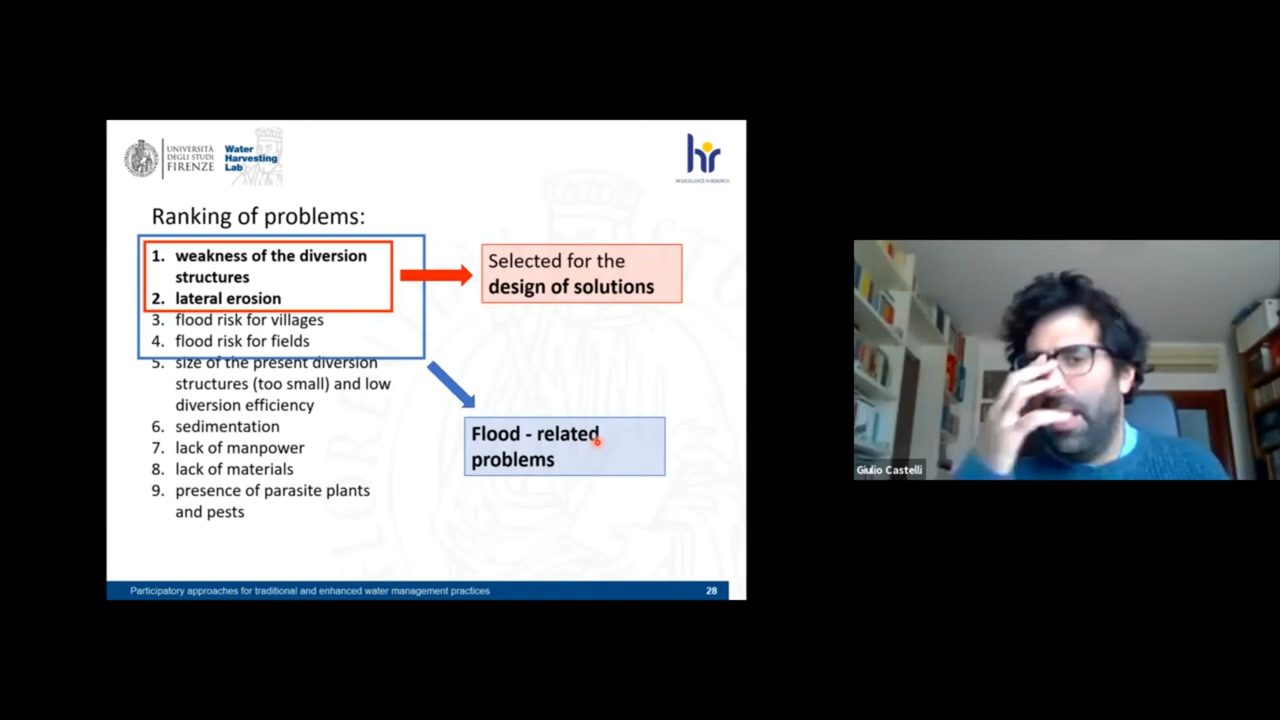 UNIVERSITÀ
DEGLI STUDI
FIRENZE
Water
Harvesting
Lab
hr
HR EXCELLENCE IN RESEARCH
Ranking of problems:
1. weakness of the diversion
structures
2. lateral erosion
3. flood risk for villages
4. flood risk for fields
5. size of the present diversion
structures (too small) and low
diversion efficiency
6. sedimentation
7. lack of manpower
8. lack of materials
9. presence of parasite plants
and pests
Selected for the
design of solutions
Flood - related
problems
Participatory approaches for traditional and enhanced water management practices
28
Giulio Castelli